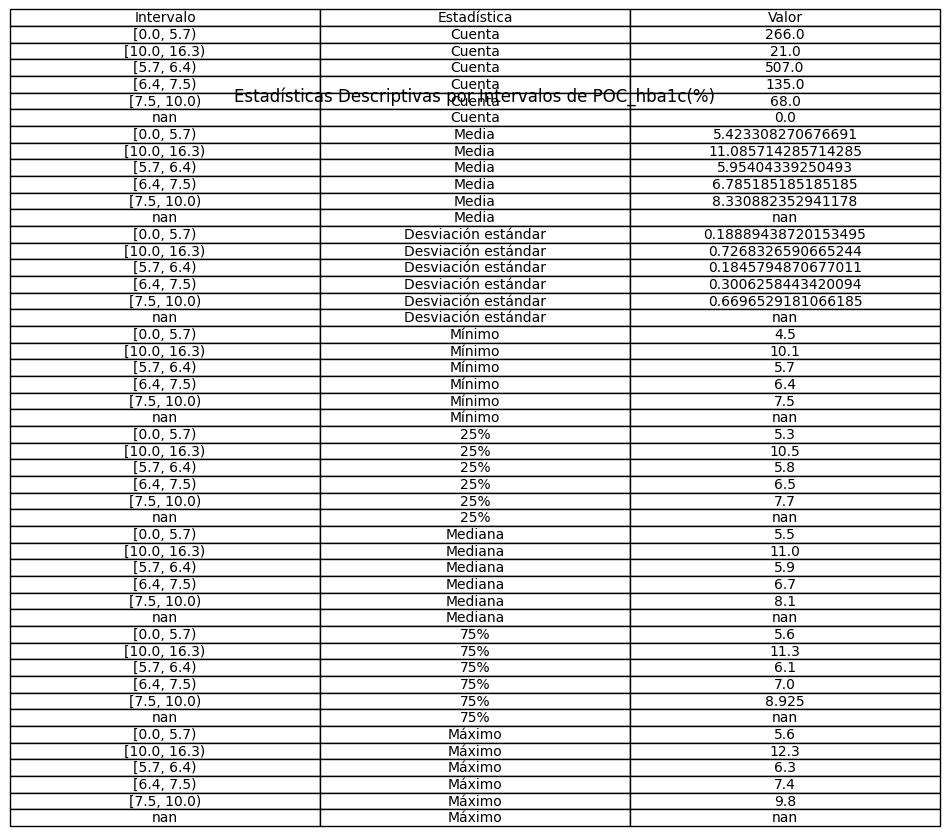 Intervalo Estadística Valor
[0.0, 5.7) Cuenta 266.0
[10.0, 16.3) Cuenta 21.0
[5.7, 6.4) Cuenta 507.0
[6.4, 7.5) Cuenta 135.0
Estadísticas Descriptivas por Intervalos de POC_hba1c(%)
[7.5, 10.0) Cuenta 68.0
nan Cuenta 0.0
[0.0, 5.7) Media 5.423308270676691
[10.0, 16.3) Media 11.085714285714285
[5.7, 6.4) Media 5.95404339250493
[6.4, 7.5) Media 6.785185185185185
[7.5, 10.0) Media 8.330882352941178
nan Media nan
[0.0, 5.7) Desviación estándar 0.18889438720153495
[10.0, 16.3) Desviación estándar 0.7268326590665244
[5.7, 6.4) Desviación estándar 0.1845794870677011
[6.4, 7.5) Desviación estándar 0.3006258443420094
[7.5, 10.0) Desviación estándar 0.6696529181066185
nan Desviación estándar nan
[0.0, 5.7) Mínimo 4.5
[10.0, 16.3) Mínimo 10.1
[5.7, 6.4) Mínimo 5.7
[6.4, 7.5) Mínimo 6.4
[7.5, 10.0) Mínimo 7.5
nan Mínimo nan
[0.0, 5.7) 25% 5.3
[10.0, 16.3) 25% 10.5
[5.7, 6.4) 25% 5.8
[6.4, 7.5) 25% 6.5
[7.5, 10.0) 25% 7.7
nan 25% nan
[0.0, 5.7) Mediana 5.5
[10.0, 16.3) Mediana 11.0
[5.7, 6.4) Mediana 5.9
[6.4, 7.5) Mediana 6.7
[7.5, 10.0) Mediana 8.1
nan Mediana nan
[0.0, 5.7) 75% 5.6
[10.0, 16.3) 75% 11.3
[5.7, 6.4) 75% 6.1
[6.4, 7.5) 75% 7.0
[7.5, 10.0) 75% 8.925
nan 75% nan
[0.0, 5.7) Máximo 5.6
[10.0, 16.3) Máximo 12.3
[5.7, 6.4) Máximo 6.3
[6.4, 7.5) Máximo 7.4
[7.5, 10.0) Máximo 9.8
nan Máximo nan